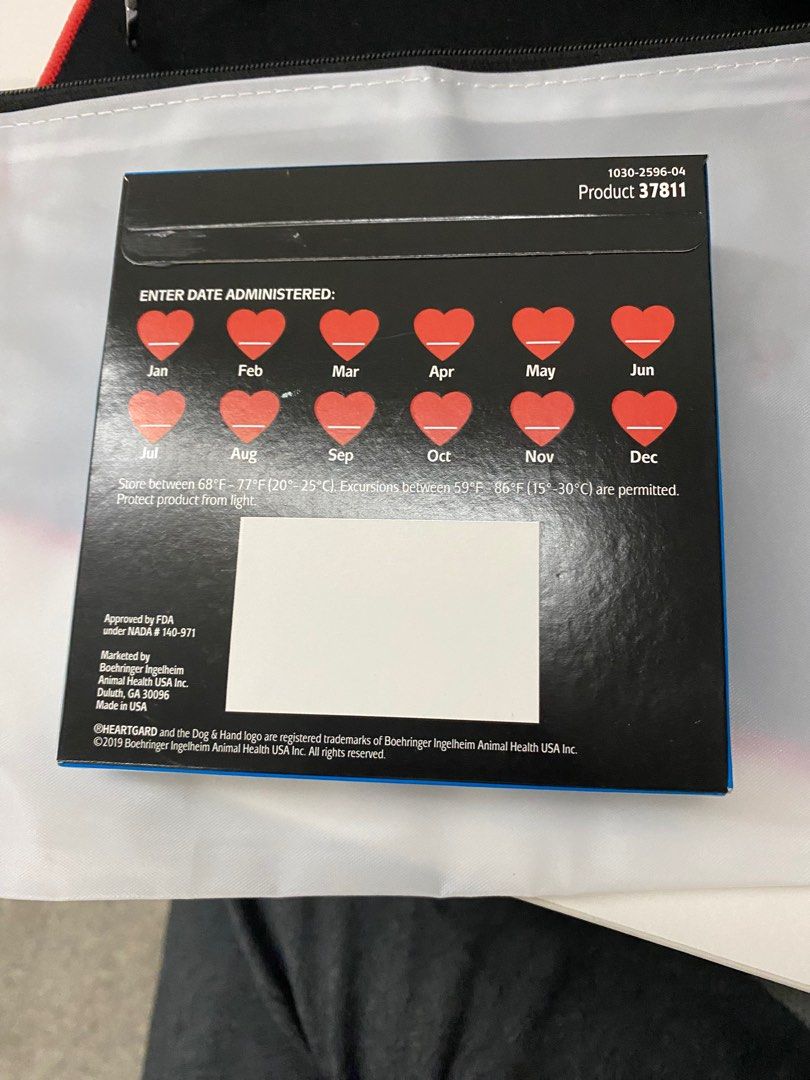 1030-2596-04
Product 37811
ENTER DATE ADMINISTERED:
Jan Feb Mar Apr May Jun
Jul Aug Sep Oct Nov Dec
Store between 68°F - 77°F (20°- 25°C). Excursions between 59°F - 86°F (15°-30°C) are permitted.
Protect product from light.
Approved by FDA
under NADA # 140-971
Marketed by
Boehringer Ingelheim
Animal Health USA Inc.
Duluth, GA 30096
Made in USA
®HEARTGARD and the Dog & Hand logo are registered trademarks of Boehringer Ingelheim Animal Health USA Inc.
©2019 Boehringer Ingelheim Animal Health USA Inc. All rights reserved.